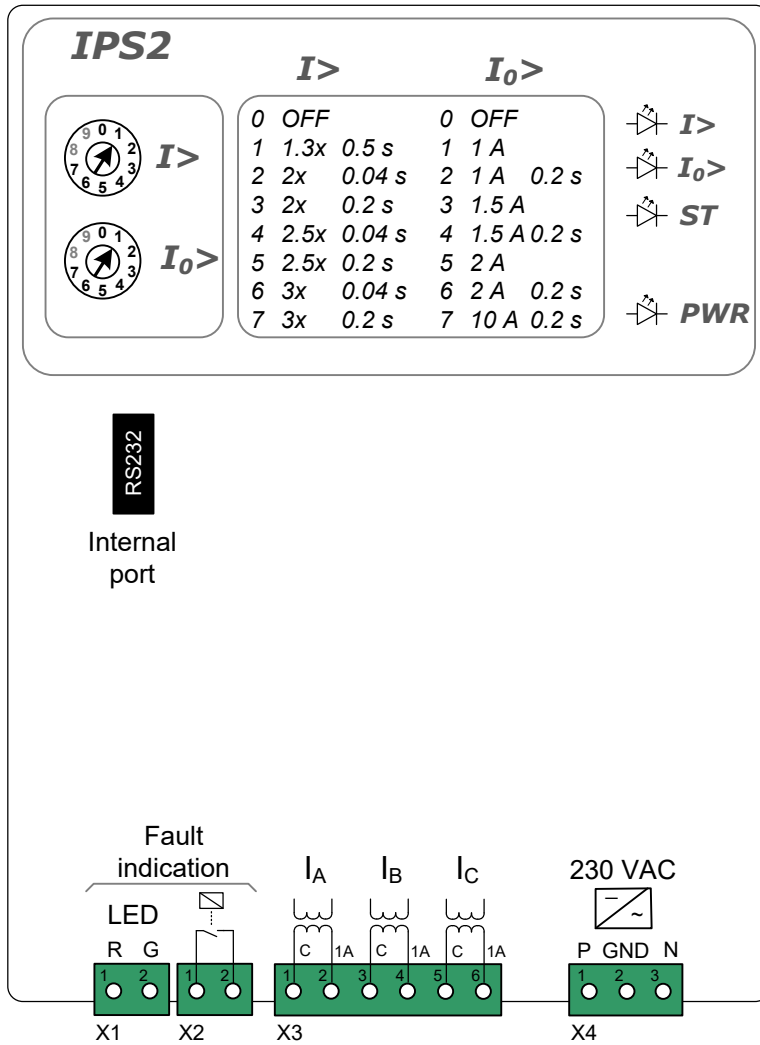 IPS2
I> I₀>
9 0 1 2 3 4 5 6 7 8 I>
9 0 1 2 3 4 5 6 7 8 I₀>
0 OFF 0 OFF
1 1.3x 0.5 s 1 1 A
2 2x 0.04 s 2 1 A 0.2 s
3 2x 0.2 s 3 1.5 A
4 2.5x 0.04 s 4 1.5 A 0.2 s
5 2.5x 0.2 s 5 2 A
6 3x 0.04 s 6 2 A 0.2 s
7 3x 0.2 s 7 10 A 0.2 s
I>
I₀>
ST
PWR
RS232
Internal
port
Fault
indication
LED
R G
1 2
X1
1 2
X2
I_A I_B I_C
C 1A C 1A C 1A
1 2 3 4 5 6
X3
230 VAC
P GND N
1 2 3
X4